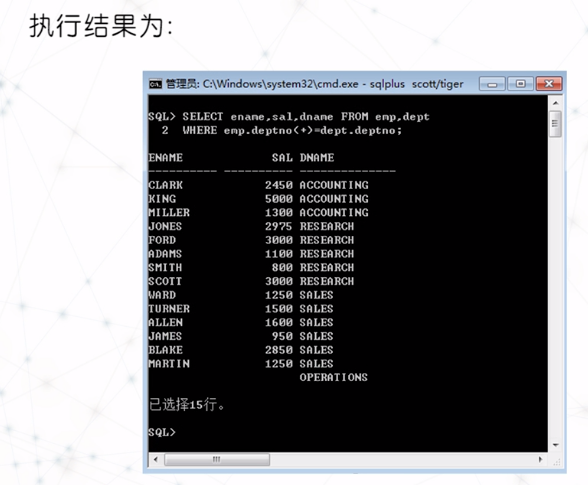 执行结果为:
管理员: C:\Windows\system32\cmd.exe - sqlplus  scott/tiger
SQL> SELECT ename,sal,dname FROM emp,dept
  2  WHERE emp.deptno(+)=dept.deptno;
ENAME             SAL DNAME
---------- ---------- --------------
CLARK            2450 ACCOUNTING
KING             5000 ACCOUNTING
MILLER           1300 ACCOUNTING
JONES            2975 RESEARCH
FORD             3000 RESEARCH
ADAMS            1100 RESEARCH
SMITH             800 RESEARCH
SCOTT            3000 RESEARCH
WARD             1250 SALES
TURNER           1500 SALES
ALLEN            1600 SALES
JAMES             950 SALES
BLAKE            2850 SALES
MARTIN           1250 SALES
                      OPERATIONS
已选择15行。
SQL>